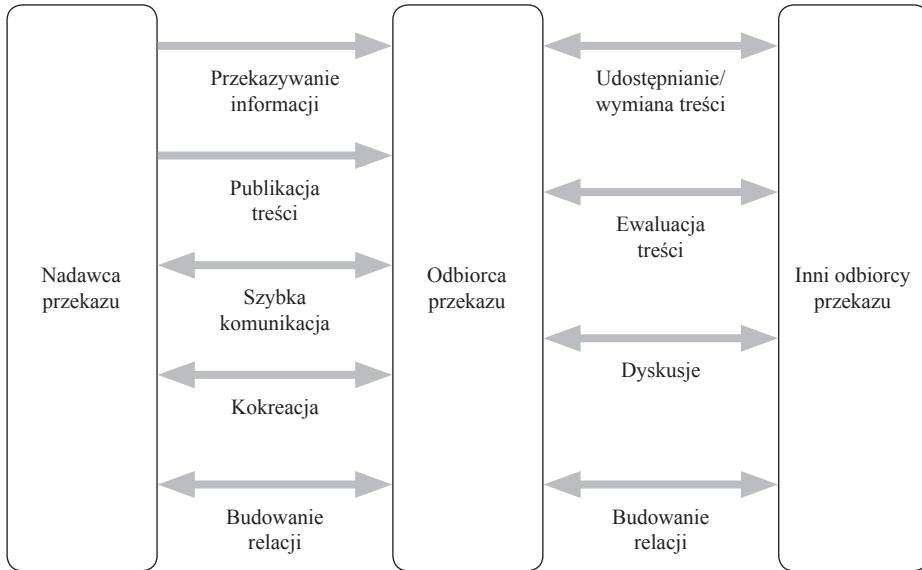 Przekazywanie
informacji
Publikacja
treści
Nadawca
przekazu
Szybka
komunikacja
Kokreacja
Budowanie
relacji
Odbiorca
przekazu
Udostępnianie/
wymiana treści
Ewaluacja
treści
Dyskusje
Budowanie
relacji
Inni odbiorcy
przekazu